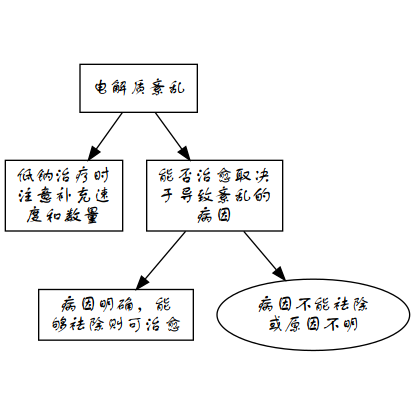 电解质紊乱
低钠治疗时
注意补充速
度和数量
能否治愈取决
于导致紊乱的
病因
病因明确，能
够祛除则可治愈
病因不能祛除
或原因不明